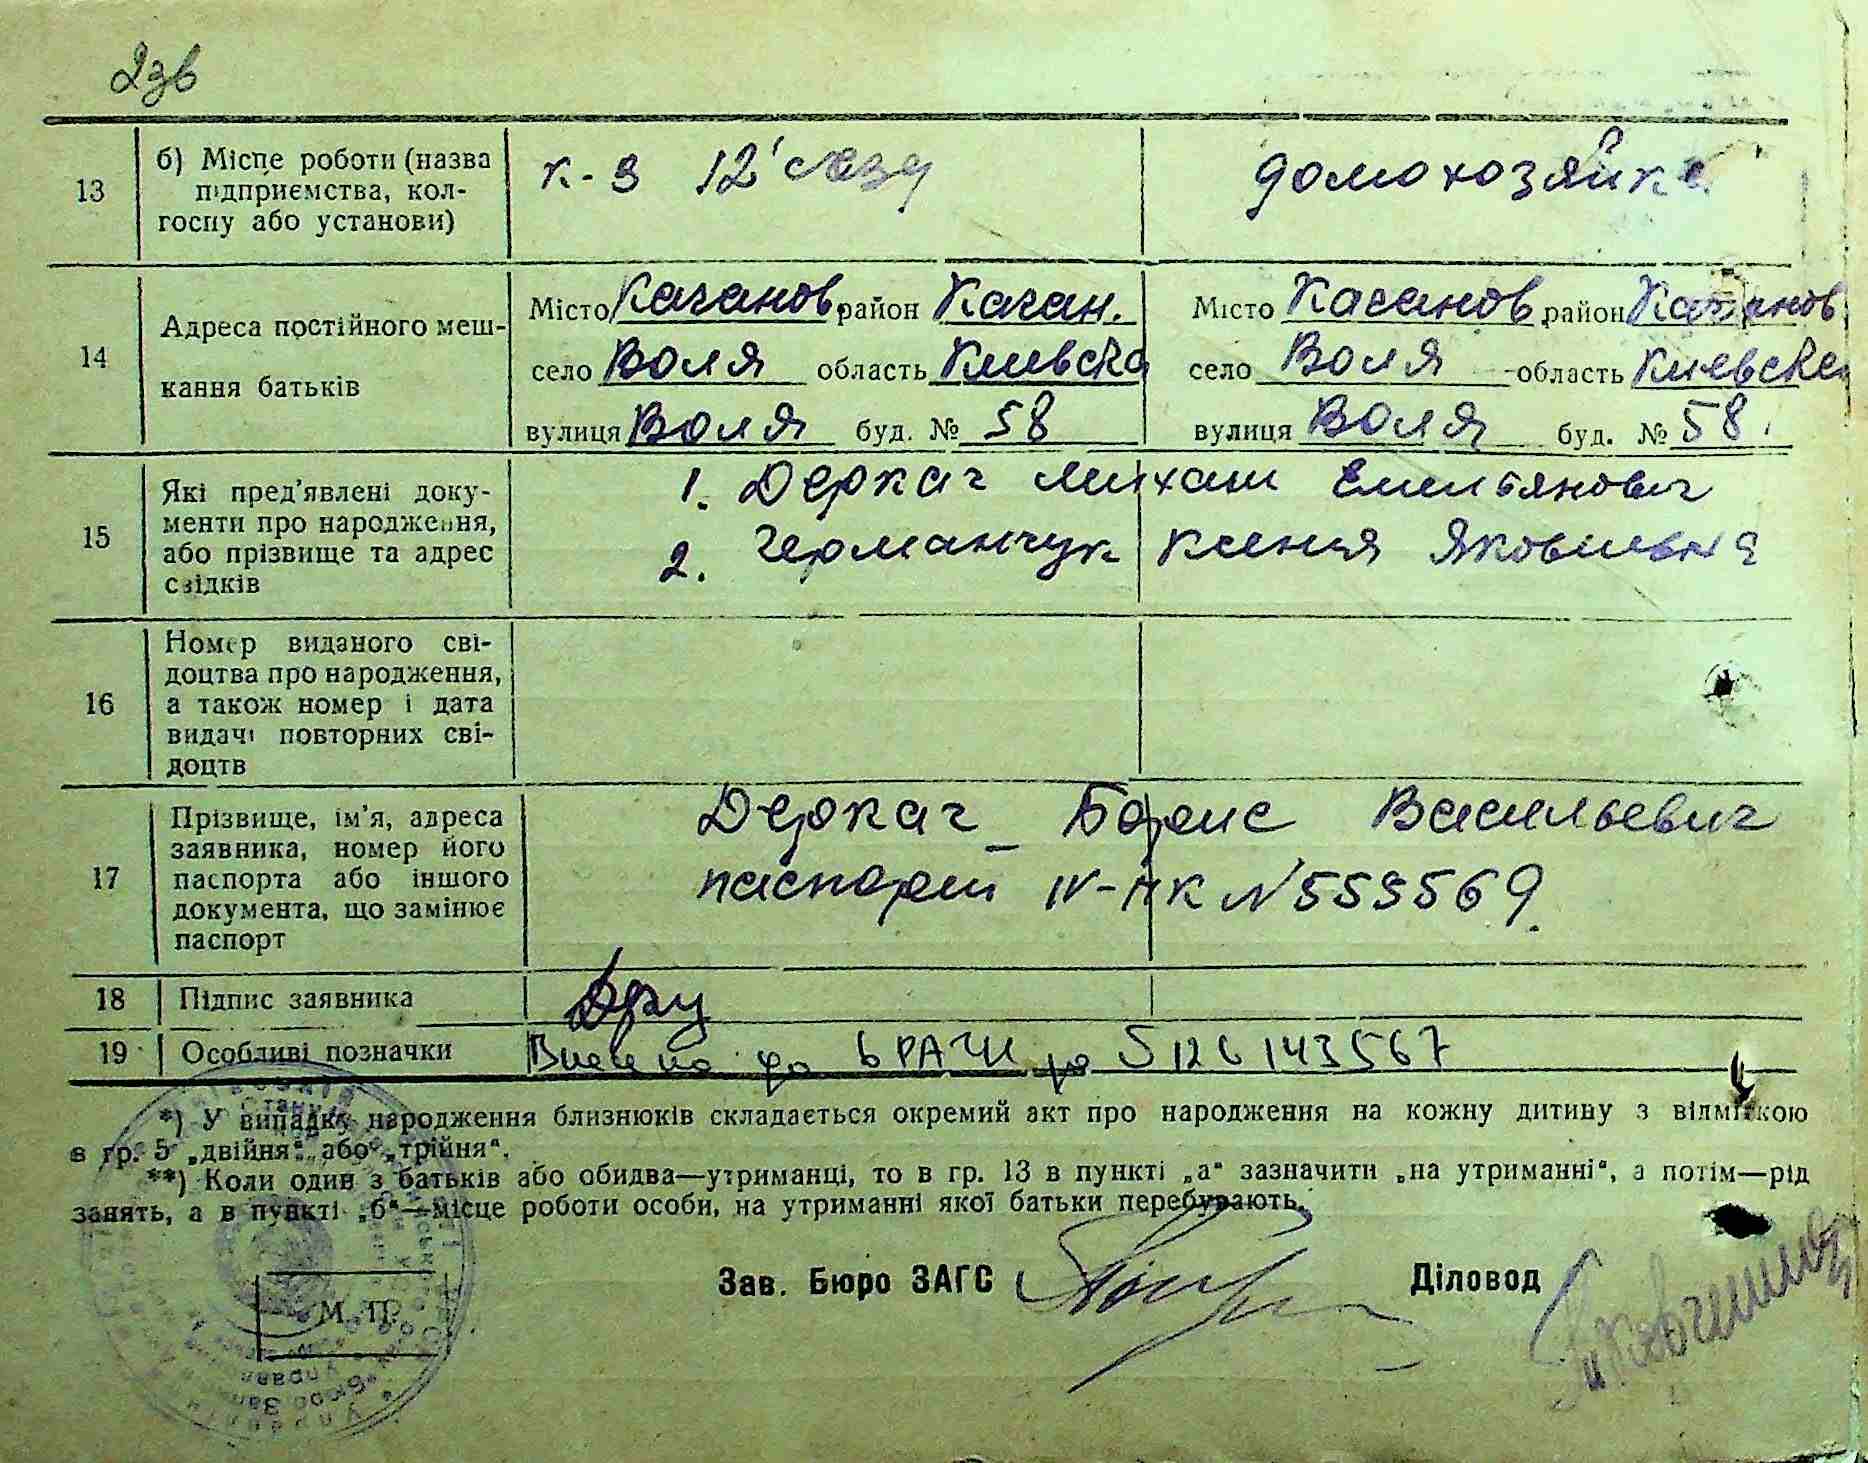 2зв
13 б) Місце роботи (назва підприємства, колгоспу або установи) к-з 12 домохозяйка
14 Адреса постійного мешкання батьків
Місто Каганов. район Каган. Місто Каганов. район Каганов
село Воля область Киевска село Воля область Киевска
вулиця Воля буд. № 58 вулиця Воля буд. № 58.
15 Які пред'явлені документи про народження, або прізвище та адрес свідків
1. Деркач Михаил Емельянович
2. Германчук Ксения Яковлевна
16 Номер виданого свідоцтва про народження, а також номер і дата видачі повторних свідоцтв
17 Прізвище, ім'я, адреса заявника, номер його паспорта або іншого документа, що замінює паспорт
Деркач Борис Васильевич
паспорт IV-НК N 559569.
18 Підпис заявника
19 Особливі позначки до ДРАЦС 5126143567
*) У випадку народження близнюків складається окремий акт про народження на кожну дитину з відміткою
в гр. 5 „двійня“ або „трійня“.
**) Коли один з батьків або обидва—утриманці, то в гр. 13 в пункті „а“ зазначити „на утриманні“, а потім—рід
занять, а в пункті „б“—місце роботи особи, на утриманні якої батьки перебувають.
Зав. Бюро ЗАГС Діловод
М. П.